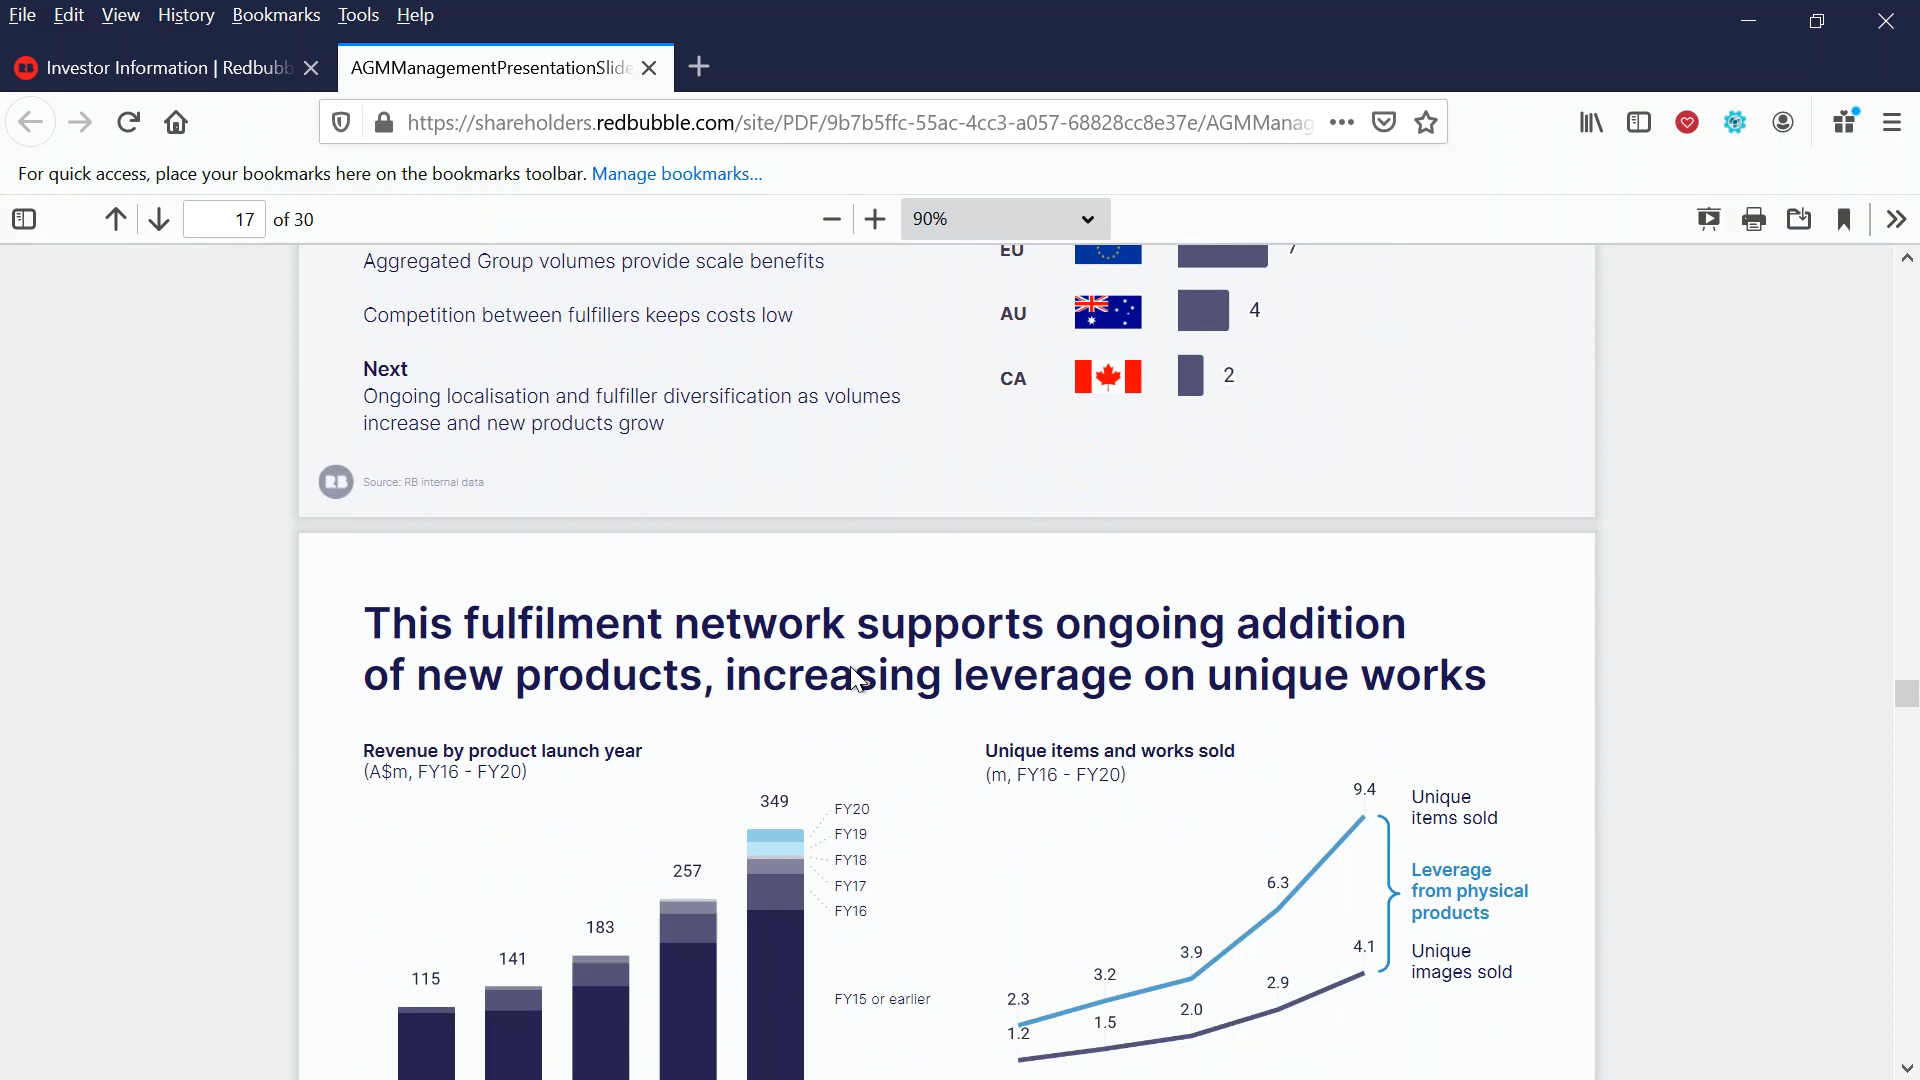 File Edit View History Bookmarks Tools Help
Investor Information | Redbubb
AGMManagementPresentationSlide
https://shareholders.redbubble.com/site/PDF/9b7b5ffc-55ac-4cc3-a057-68828cc8e37e/AGMManag
For quick access, place your bookmarks here on the bookmarks toolbar. Manage bookmarks...
17 of 30
90%
Aggregated Group volumes provide scale benefits
Competition between fulfillers keeps costs low
Next
Ongoing localisation and fulfiller diversification as volumes
increase and new products grow
EU 7
AU 4
CA 2
RB Source: RB internal data
This fulfilment network supports ongoing addition
of new products, increasing leverage on unique works
Revenue by product launch year
(A$m, FY16 - FY20)
115
141
183
257
349
FY20
FY19
FY18
FY17
FY16
FY15 or earlier
Unique items and works sold
(m, FY16 - FY20)
2.3
3.2
3.9
6.3
9.4
1.2
1.5
2.0
2.9
4.1
Unique
items sold
Leverage
from physical
products
Unique
images sold